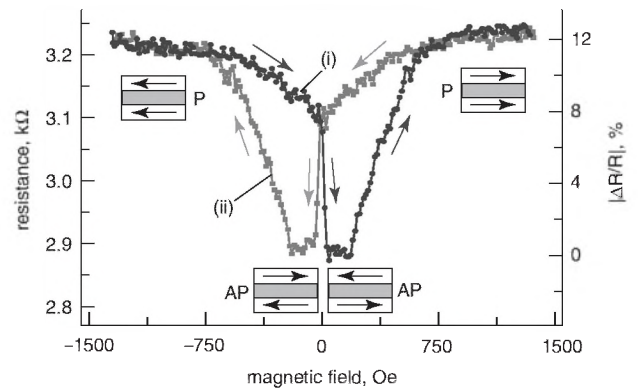 3.2
3.1
3.0
2.9
2.8
resistance, kΩ
12
8
4
0
|ΔR/R|, %
(i)
(ii)
P
P
AP
AP
−1500
−750
0
750
1500
magnetic field, Oe